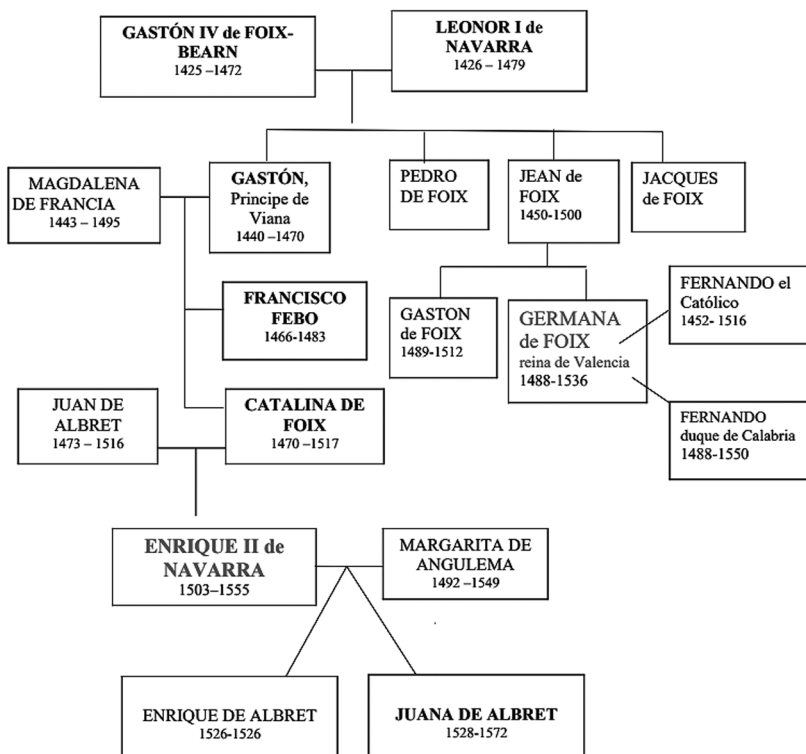 GASTÓN IV de FOIX-
BEARN
1425 –1472
LEONOR I de
NAVARRA
1426 – 1479
MAGDALENA
DE FRANCIA
1443 – 1495
GASTÓN,
Principe de
Viana
1440 –1470
PEDRO
DE FOIX
JEAN de
FOIX
1450-1500
JACQUES
de FOIX
FRANCISCO
FEBO
1466-1483
GASTON
de FOIX
1489-1512
GERMANA
de FOIX
reina de Valencia
1488-1536
FERNANDO el
Católico
1452- 1516
JUAN DE
ALBRET
1473 – 1516
CATALINA DE
FOIX
1470 –1517
FERNANDO
duque de Calabria
1488-1550
ENRIQUE II de
NAVARRA
1503–1555
MARGARITA DE
ANGULEMA
1492 –1549
ENRIQUE DE ALBRET
1526-1526
JUANA DE ALBRET
1528-1572